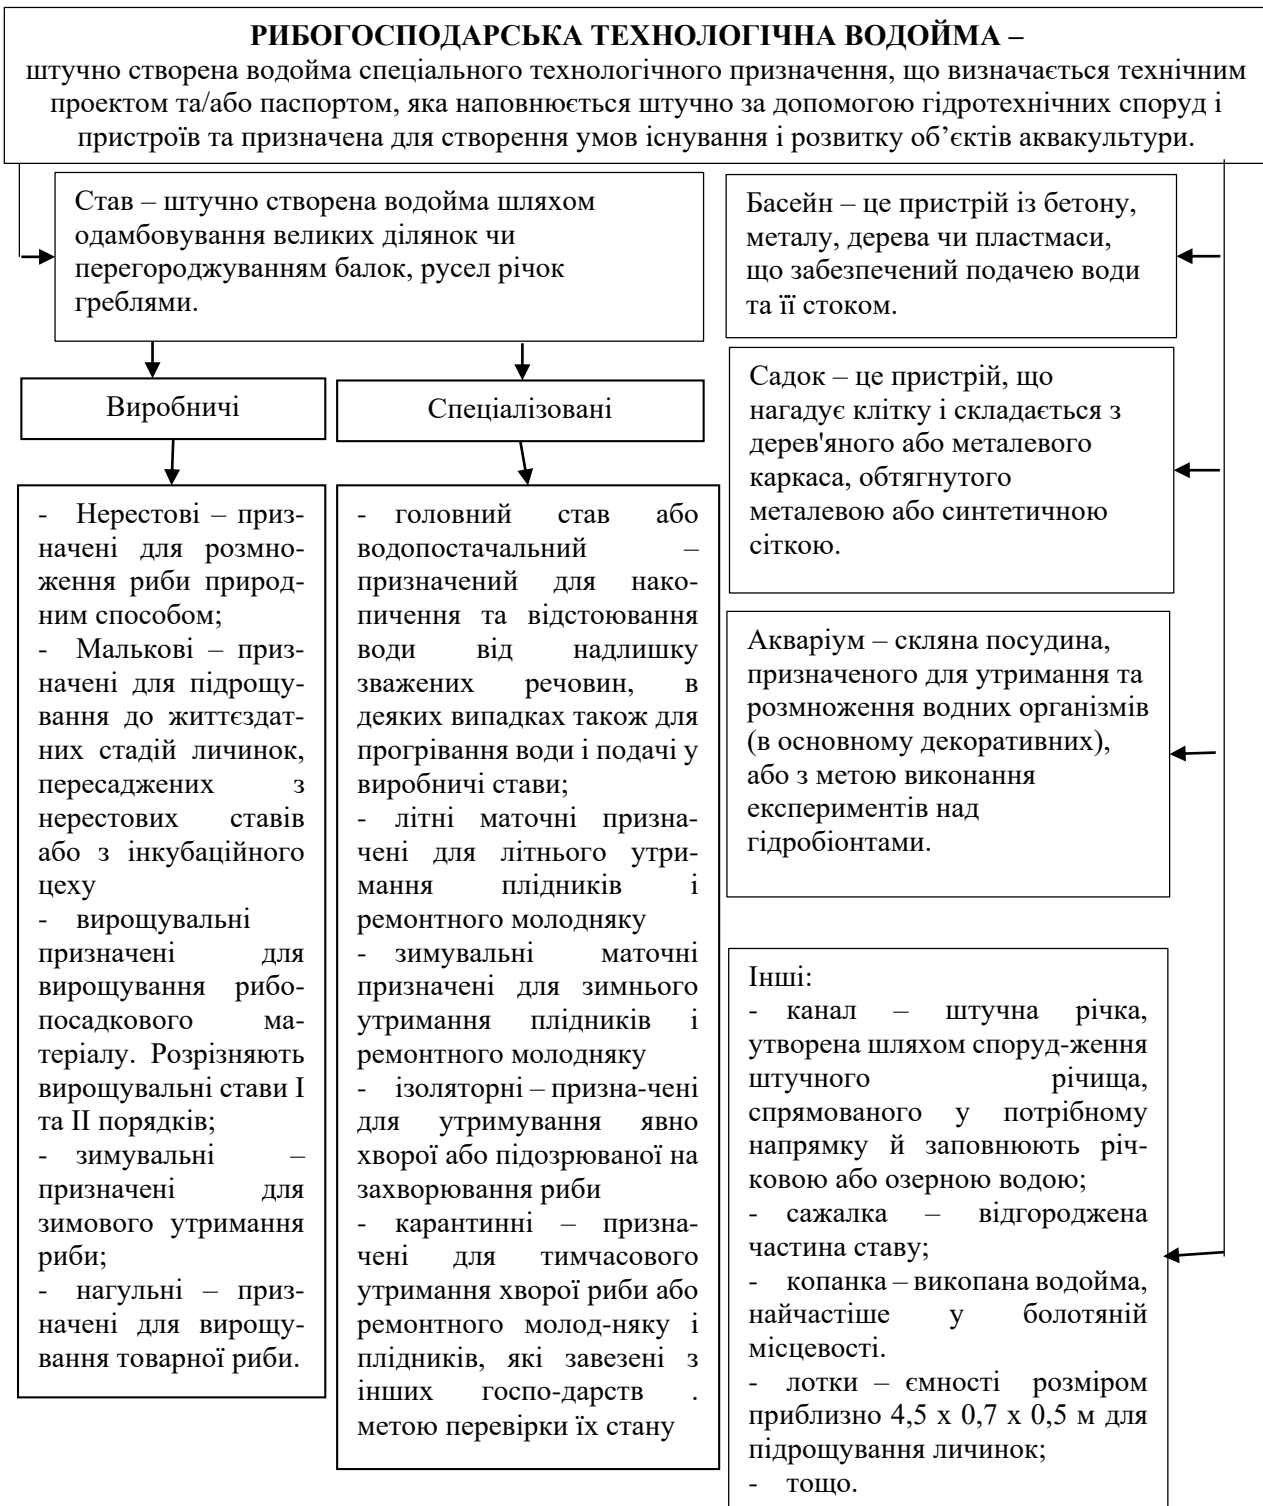 РИБОГОСПОДАРСЬКА ТЕХНОЛОГІЧНА ВОДОЙМА –
штучно створена водойма спеціального технологічного призначення, що визначається технічним
проектом та/або паспортом, яка наповнюється штучно за допомогою гідротехнічних споруд і
пристроїв та призначена для створення умов існування і розвитку об’єктів аквакультури.
Став – штучно створена водойма шляхом
одамбовування великих ділянок чи
перегороджуванням балок, русел річок
греблями.
Виробничі
Спеціалізовані
- Нерестові – приз-
начені для розмно-
ження риби природ-
ним способом;
- Малькові – приз-
начені для підрощу-
вання до життєздат-
них стадій личинок,
пересаджених з
нерестових ставів
або з інкубаційного
цеху
- вирощувальні
призначені для
вирощування рибо-
посадкового ма-
теріалу. Розрізняють
вирощувальні стави І
та ІІ порядків;
- зимувальні –
призначені для
зимового утримання
риби;
- нагульні – приз-
начені для вирощу-
вання товарної риби.
- головний став або
водопостачальний –
призначений для нако-
пичення та відстоювання
води від надлишку
зважених речовин, в
деяких випадках також для
прогрівання води і подачі у
виробничі стави;
- літні маточні призна-
чені для літнього утри-
мання плідників і
ремонтного молодняку
- зимувальні маточні
призначені для зимнього
утримання плідників і
ремонтного молодняку
- ізоляторні – призна-чені
для утримування явно
хворої або підозрюваної на
захворювання риби
- карантинні – призна-
чені для тимчасового
утримання хворої риби або
ремонтного молод-няку і
плідників, які завезені з
інших госпо-дарств .
метою перевірки їх стану
Басейн – це пристрій із бетону,
металу, дерева чи пластмаси,
що забезпечений подачею води
та її стоком.
Садок – це пристрій, що
нагадує клітку і складається з
дерев'яного або металевого
каркаса, обтягнутого
металевою або синтетичною
сіткою.
Акваріум – скляна посудина,
призначеного для утримання та
розмноження водних організмів
(в основному декоративних),
або з метою виконання
експериментів над
гідробіонтами.
Інші:
- канал – штучна річка,
утворена шляхом споруд-ження
штучного річища,
спрямованого у потрібному
напрямку й заповнюють річ-
ковою або озерною водою;
- сажалка – відгороджена
частина ставу;
- копанка – викопана водойма,
найчастіше у болотяній
місцевості.
- лотки – ємності розміром
приблизно 4,5 х 0,7 х 0,5 м для
підрощування личинок;
- тощо.